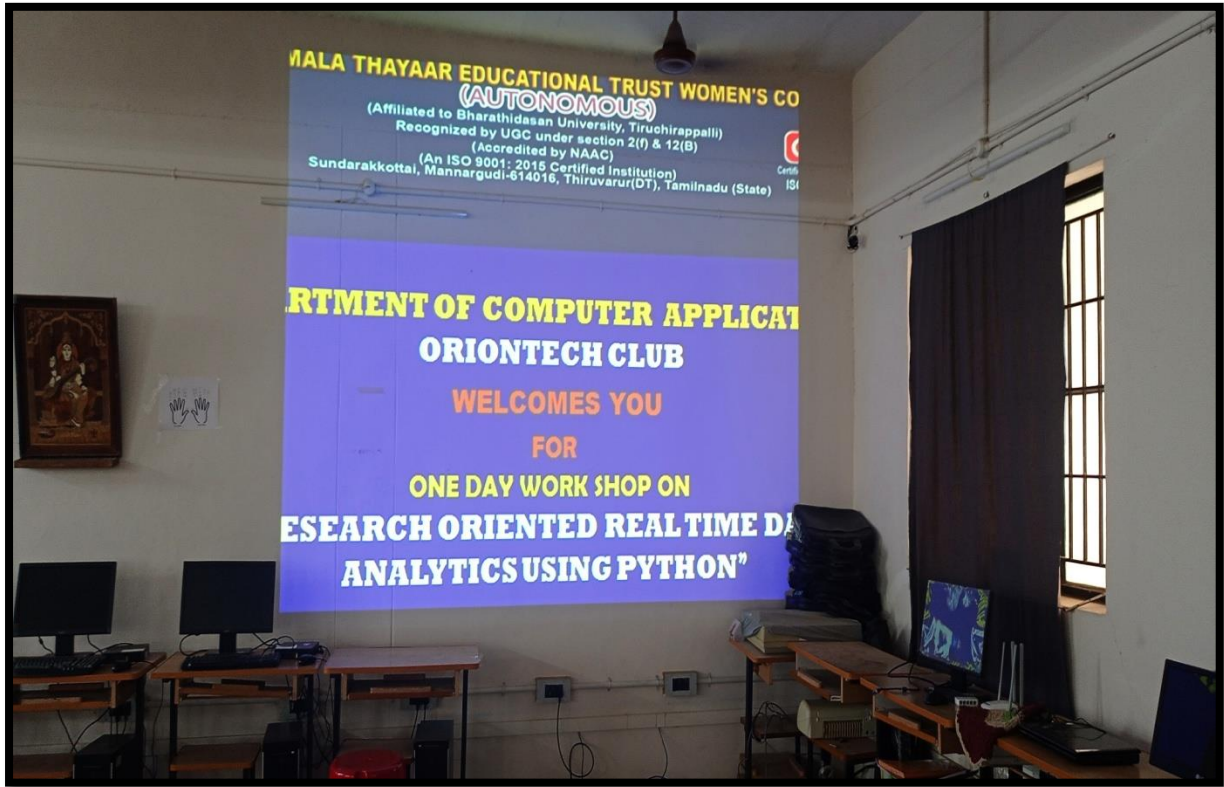 MALA THAYAAR EDUCATIONAL TRUST WOMEN'S CO
(AUTONOMOUS)
(Affiliated to Bharathidasan University, Tiruchirappalli)
Recognized by UGC under section 2(f) & 12(B)
(Accredited by NAAC)
(An ISO 9001: 2015 Certified Institution)
Sundarakkottai, Mannargudi-614016, Thiruvarur(DT), Tamilnadu (State)
Certifi
ISO
RTMENT OF COMPUTER APPLICAT
ORIONTECH CLUB
WELCOMES YOU
FOR
ONE DAY WORK SHOP ON
ESEARCH ORIENTED REAL TIME DA
ANALYTICS USING PYTHON”